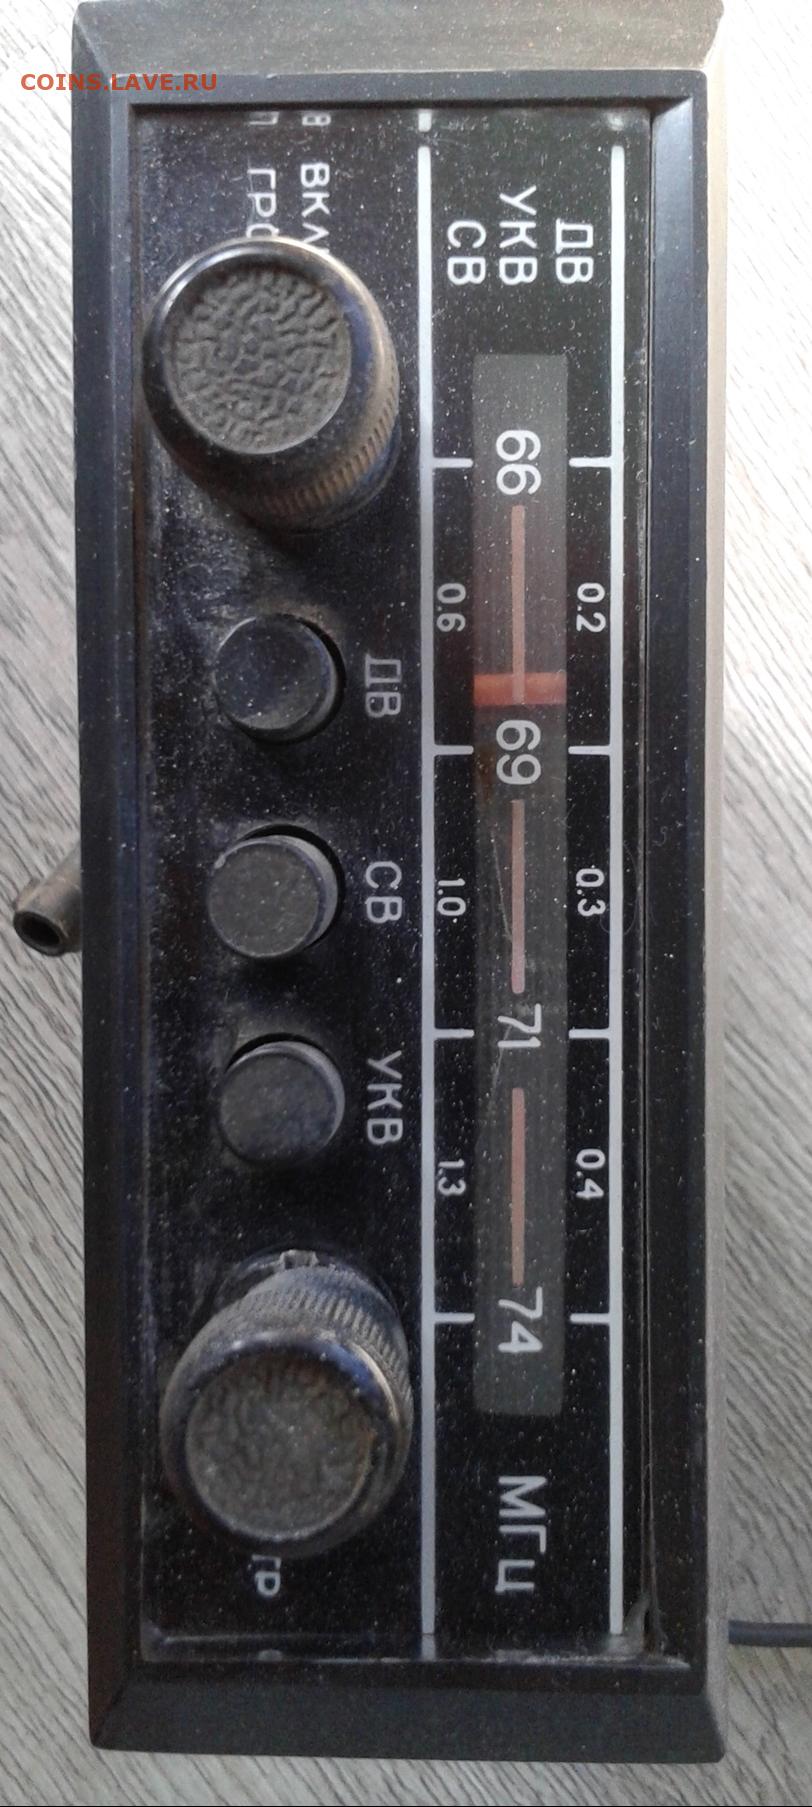 COINS.LAVE.RU
ДВ
0.2 0.3 0.4
УКВ 66 69 71 74 МГц
СВ
0.6 1.0 1.3
ДВ СВ УКВ